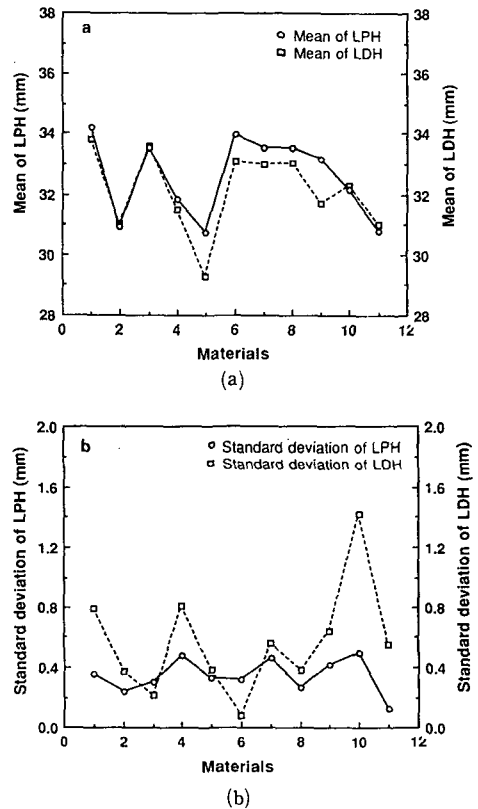 a
Mean of LPH
Mean of LDH
38
36
34
32
30
28
Mean of LPH (mm)
38
36
34
32
30
28
Mean of LDH (mm)
0 2 4 6 8 10 12
Materials
(a)
b
Standard deviation of LPH
Standard deviation of LDH
2.0
1.6
1.2
0.8
0.4
0.0
Standard deviation of LPH (mm)
2.0
1.6
1.2
0.8
0.4
0.0
Standard deviation of LDH (mm)
0 2 4 6 8 10 12
Materials
(b)